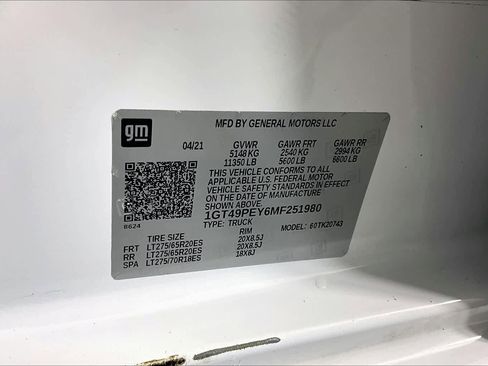 gm
MFD BY GENERAL MOTORS LLC
04/21 GVWR GAWR FRT GAWR RR
5148 KG 2540 KG 2994 KG
11350 LB 5600 LB 6600 LB
THIS VEHICLE CONFORMS TO ALL
APPLICABLE U.S. FEDERAL MOTOR
VEHICLE SAFETY STANDARDS IN EFFECT
ON THE DATE OF MANUFACTURE
SHOWN ABOVE.
1GT49PEY6MF251980
8624 TYPE: TRUCK MODEL: 60TK20743
TIRE SIZE RIM
FRT LT275/65R20ES 20X8.5J
RR LT275/65R20ES 20X8.5J
SPA LT275/70R18ES 18X8J